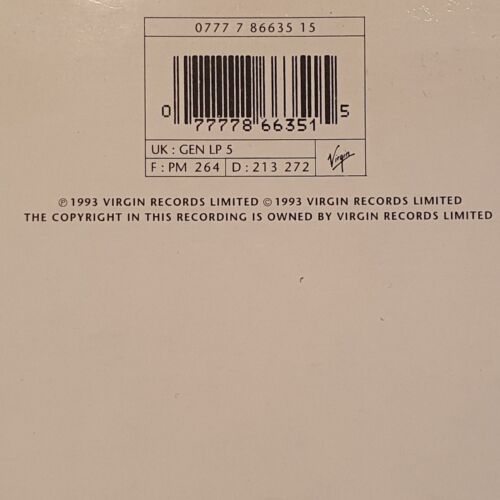 0777 7 86635 15
0 77778 66351 5
UK : GEN LP 5
F : PM 264 D : 213 272
Virgin
℗ 1993 VIRGIN RECORDS LIMITED © 1993 VIRGIN RECORDS LIMITED
THE COPYRIGHT IN THIS RECORDING IS OWNED BY VIRGIN RECORDS LIMITED